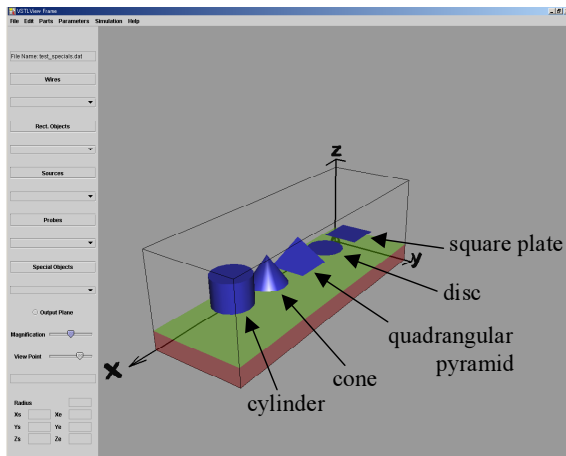 VSTLView Frame
File Edit Parts Parameters Simulation Help
File Name: test_specials.dat
Wires
Rect. Objects
Sources
Probes
Special Objects
Output Plane
Magnification
View Point
Radius
Xs Xe
Ys Ye
Zs Ze
z
y
x
square plate
disc
quadrangular
pyramid
cone
cylinder